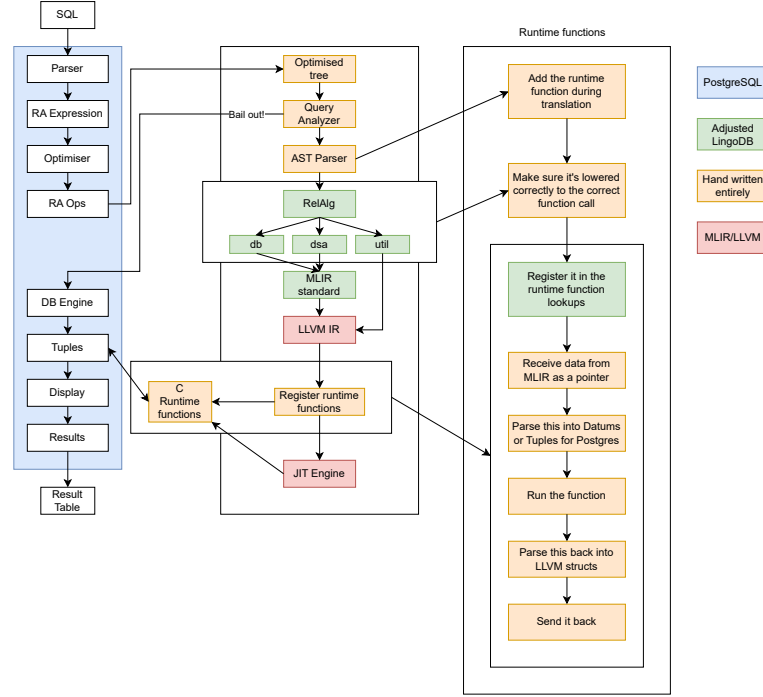 SQL
Parser
RA Expression
Optimiser
RA Ops
DB Engine
Tuples
Display
Results
Result
Table
Bail out!
Optimised
tree
Query
Analyzer
AST Parser
RelAlg
db
dsa
util
MLIR
standard
LLVM IR
C
Runtime
functions
Register runtime
functions
JIT Engine
Runtime functions
Add the runtime
function during
translation
Make sure it's lowered
correctly to the correct
function call
Register it in the
runtime function
lookups
Receive data from
MLIR as a pointer
Parse this into Datums
or Tuples for Postgres
Run the function
Parse this back into
LLVM structs
Send it back
PostgreSQL
Adjusted
LingoDB
Hand written
entirely
MLIR/LLVM